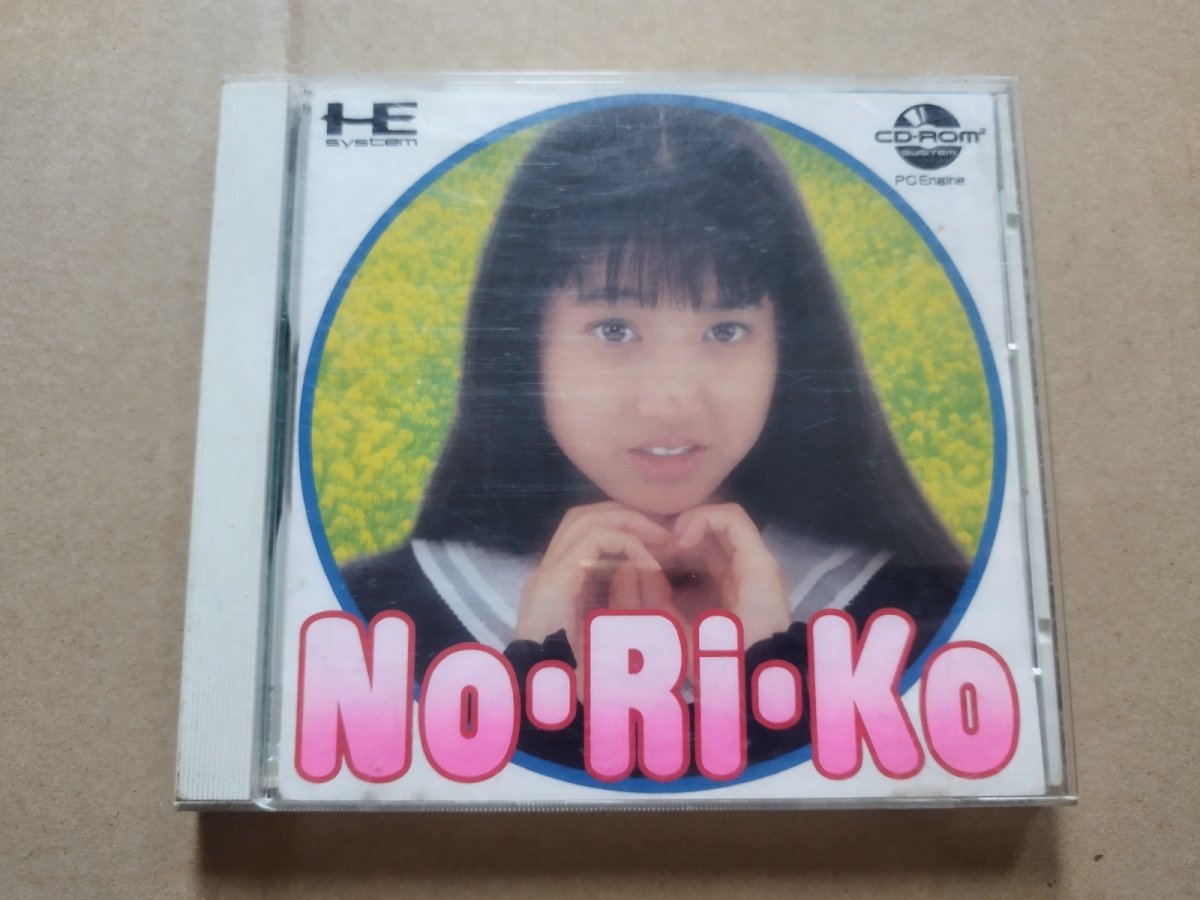 HE
system
CD-ROM²
SYSTEM
PC Engine
No·Ri·Ko